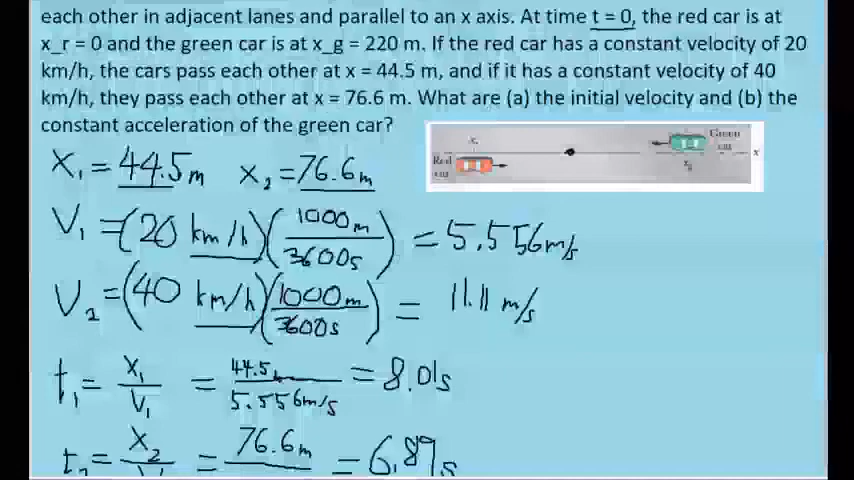 each other in adjacent lanes and parallel to an x axis. At time t = 0, the red car is at
x_r = 0 and the green car is at x_g = 220 m. If the red car has a constant velocity of 20
km/h, the cars pass each other at x = 44.5 m, and if it has a constant velocity of 40
km/h, they pass each other at x = 76.6 m. What are (a) the initial velocity and (b) the
constant acceleration of the green car?
Red car
Green car
x
X₁ = 44.5 m X₂ = 76.6 m
V₁ = (20 km/h)(1000m/3600s) = 5.556 m/s
V₂ = (40 km/h)(1000m/3600s) = 11.11 m/s
t₁ = X₁/V₁ = 44.5m/5.556m/s = 8.01s
t₂ = X₂/V = 76.6m = 6.89s